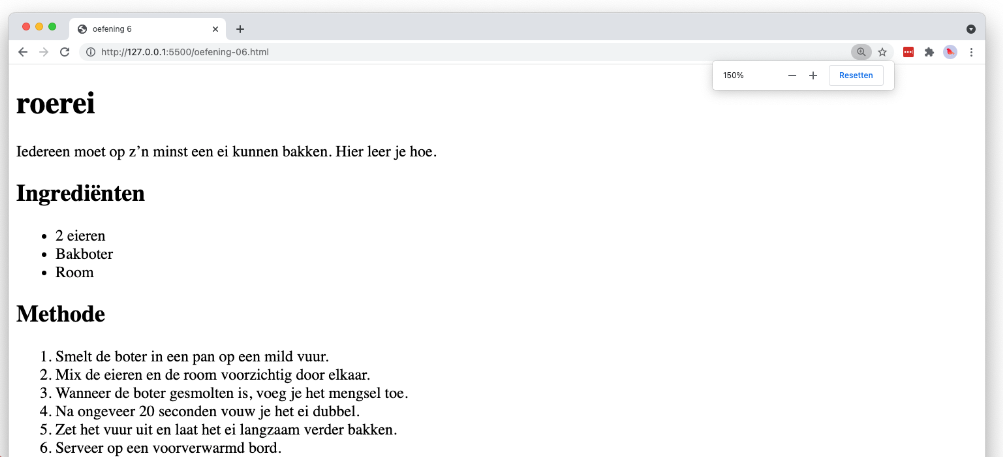 oefening 6
http://127.0.0.1:5500/oefening-06.html
150%
Resetten
roerei
Iedereen moet op z’n minst een ei kunnen bakken. Hier leer je hoe.
Ingrediënten
• 2 eieren
• Bakboter
• Room
Methode
1. Smelt de boter in een pan op een mild vuur.
2. Mix de eieren en de room voorzichtig door elkaar.
3. Wanneer de boter gesmolten is, voeg je het mengsel toe.
4. Na ongeveer 20 seconden vouw je het ei dubbel.
5. Zet het vuur uit en laat het ei langzaam verder bakken.
6. Serveer op een voorverwarmd bord.